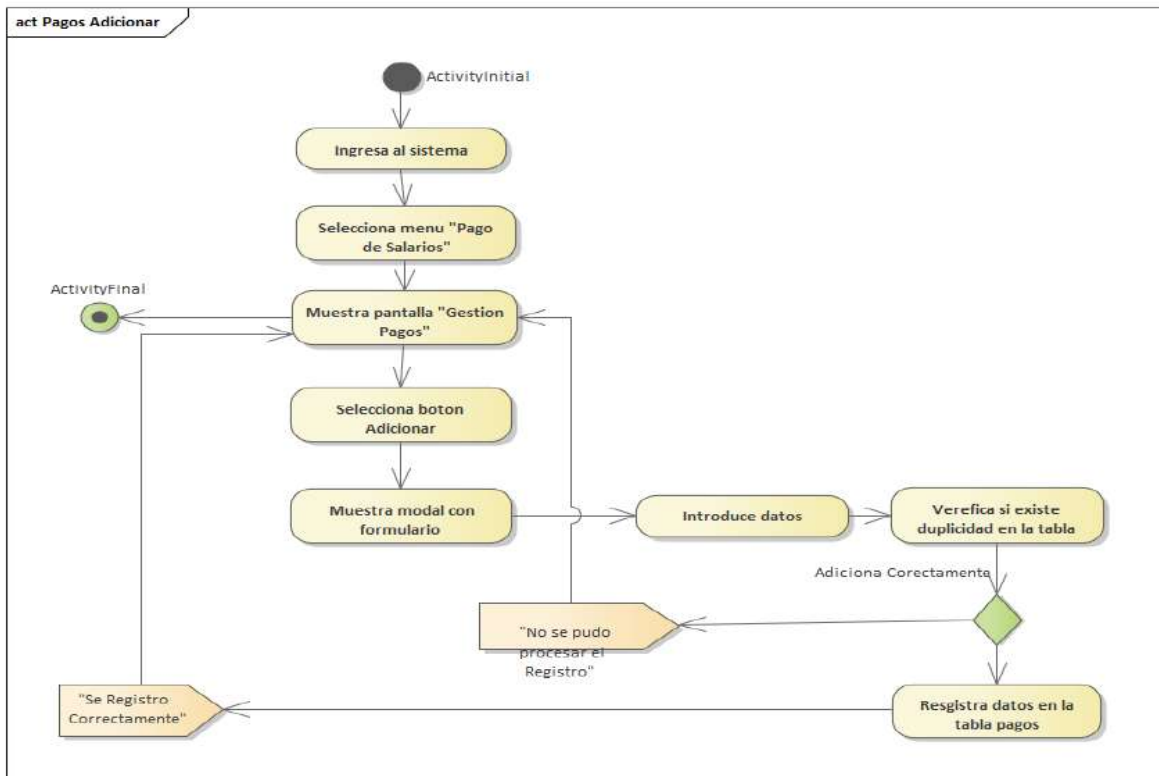 act Pagos Adicionar
ActivityInitial
Ingresa al sistema
Selecciona menu "Pago
de Salarios"
ActivityFinal
Muestra pantalla "Gestion
Pagos"
Selecciona boton
Adicionar
Muestra modal con
formulario
Introduce datos
Verefica si existe
duplicidad en la tabla
Adiciona Corectamente
"No se pudo
procesar el
Registro"
"Se Registro
Correctamente"
Resgistra datos en la
tabla pagos